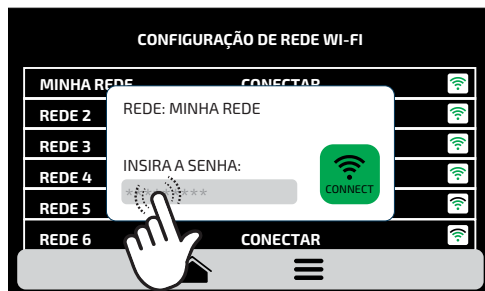 CONFIGURAÇÃO DE REDE WI-FI
MINHA REDE CONECTAR
REDE 2
REDE 3
REDE 4
REDE 5
REDE 6 CONECTAR
REDE: MINHA REDE
INSIRA A SENHA:
CONNECT